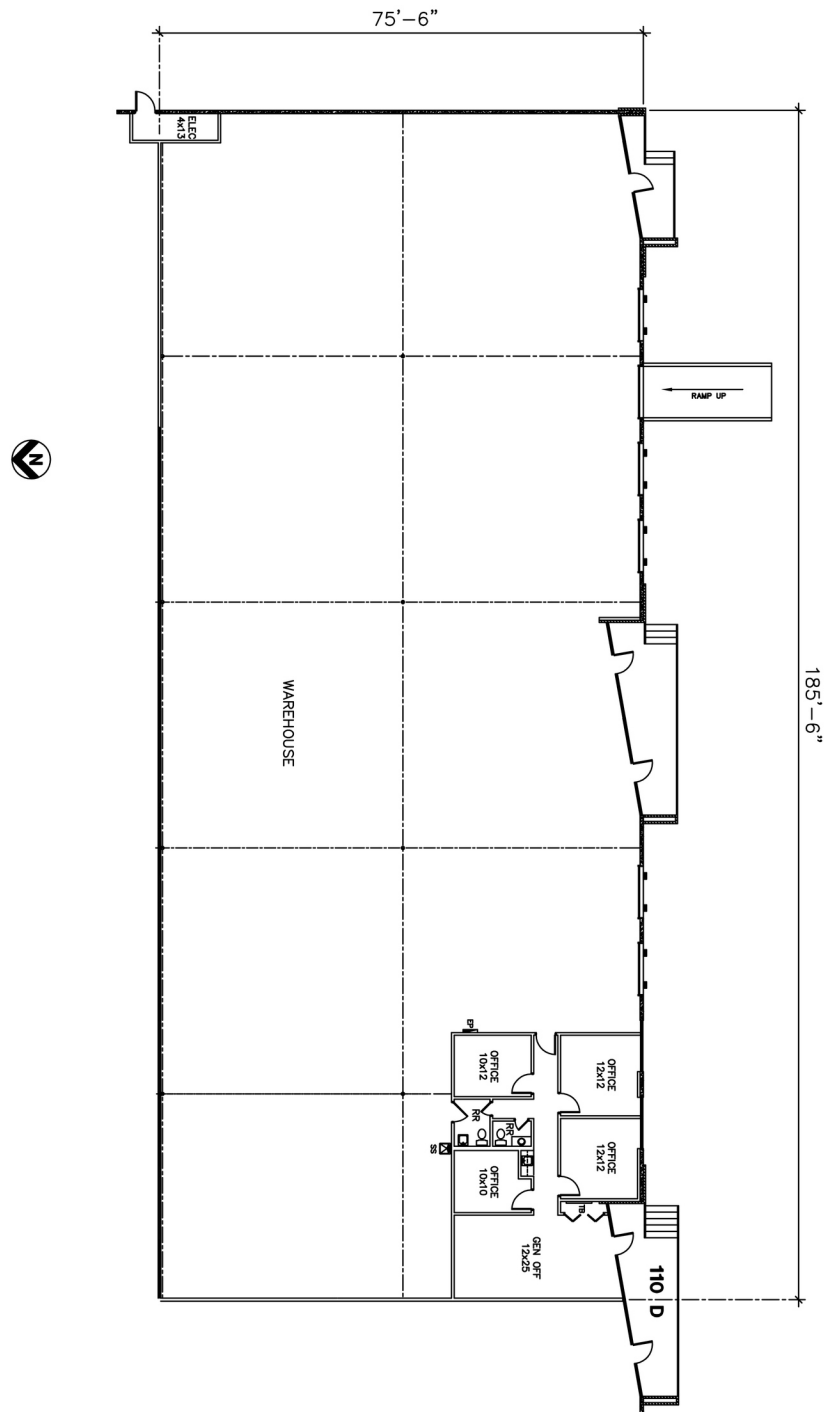 75'-6"
ELEC
4x13
RAMP UP
N
185'-6"
WAREHOUSE
EP
OFFICE
10x12
OFFICE
12x12
RR
RR
SS
OFFICE
12x12
OFFICE
10x10
TB
GEN OFF
12x25
110 D